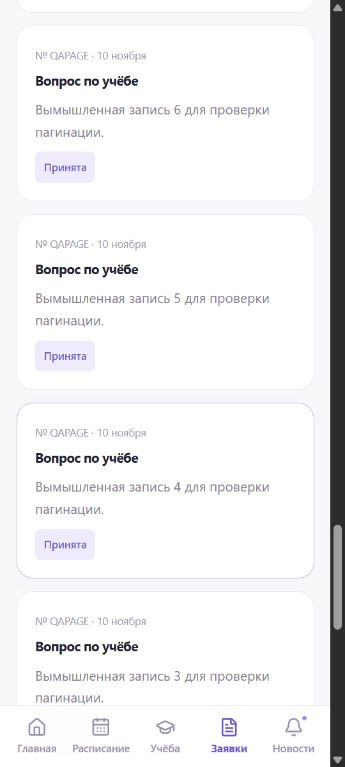 № QAPAGE · 10 ноября
Вопрос по учёбе
Вымышленная запись 6 для проверки
пагинации.
Принята
№ QAPAGE · 10 ноября
Вопрос по учёбе
Вымышленная запись 5 для проверки
пагинации.
Принята
№ QAPAGE · 10 ноября
Вопрос по учёбе
Вымышленная запись 4 для проверки
пагинации.
Принята
№ QAPAGE · 10 ноября
Вопрос по учёбе
Вымышленная запись 3 для проверки
пагинации.
Главная Расписание Учёба Заявки Новости